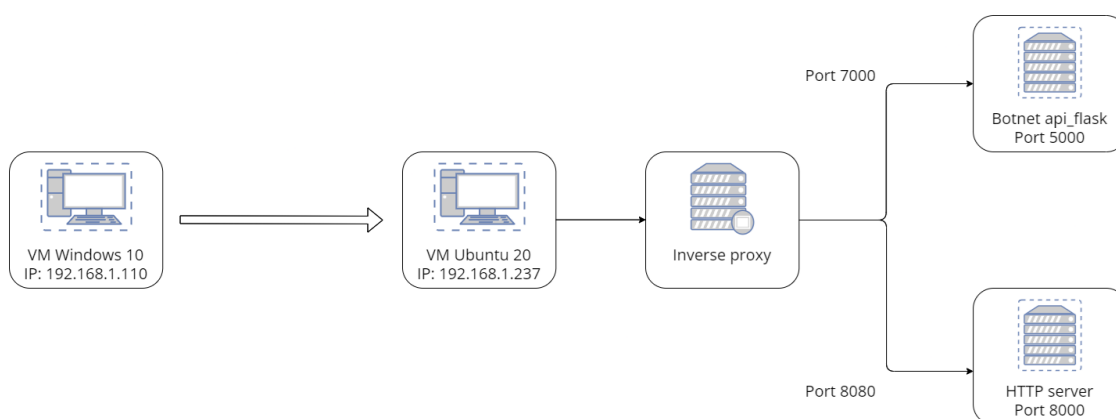 VM Windows 10
IP: 192.168.1.110
VM Ubuntu 20
IP: 192.168.1.237
Inverse proxy
Port 7000
Botnet api_flask
Port 5000
Port 8080
HTTP server
Port 8000